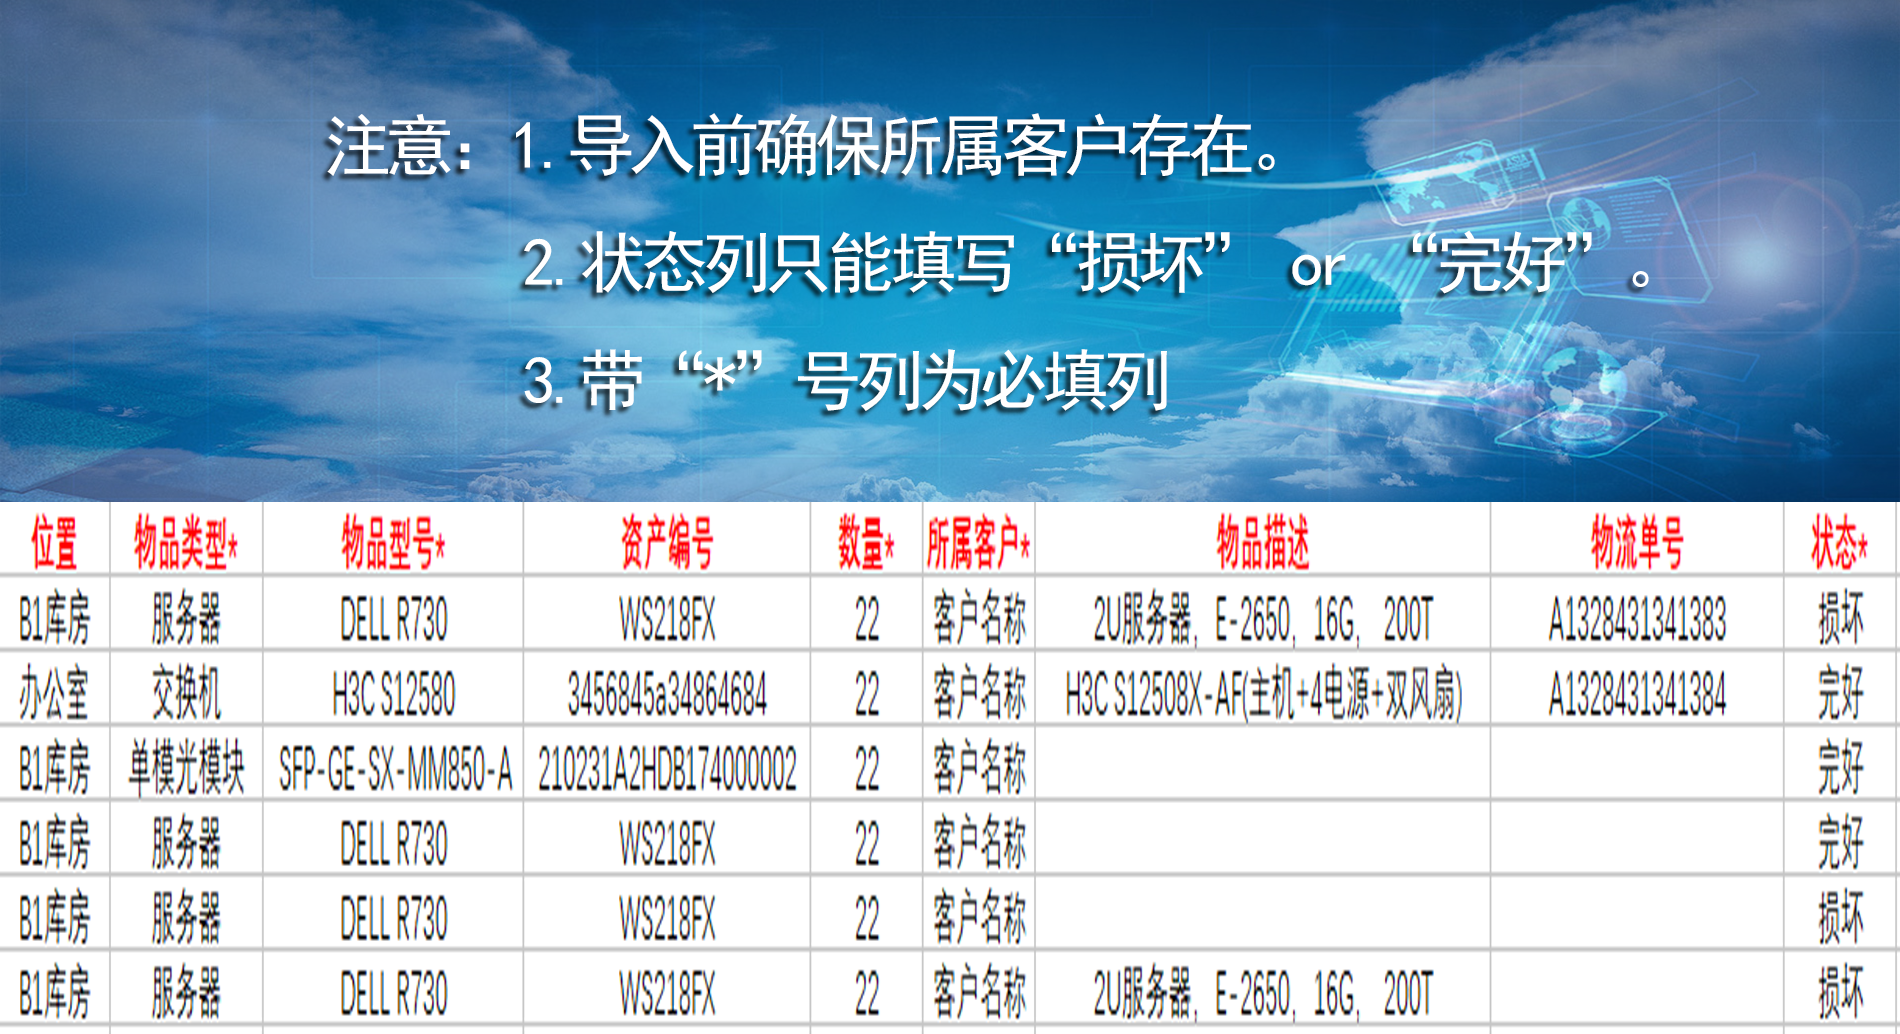 注意：1.导入前确保所属客户存在。
2.状态列只能填写“损坏” or “完好”。
3.带“*”号列为必填列
位置 物品类型* 物品型号* 资产编号 数量* 所属客户* 物品描述 物流单号 状态*
B1库房 服务器 DELL R730 WS218FX 22 客户名称 2U服务器，E-2650，16G，200T A1328431341383 损坏
办公室 交换机 H3C S12580 3456845a34864684 22 客户名称 H3C S12508X-AF(主机+4电源+双风扇) A1328431341384 完好
B1库房 单模光模块 SFP-GE-SX-MM850-A 210231A2HDB174000002 22 客户名称 完好
B1库房 服务器 DELL R730 WS218FX 22 客户名称 完好
B1库房 服务器 DELL R730 WS218FX 22 客户名称 损坏
B1库房 服务器 DELL R730 WS218FX 22 客户名称 2U服务器，E-2650，16G，200T 损坏